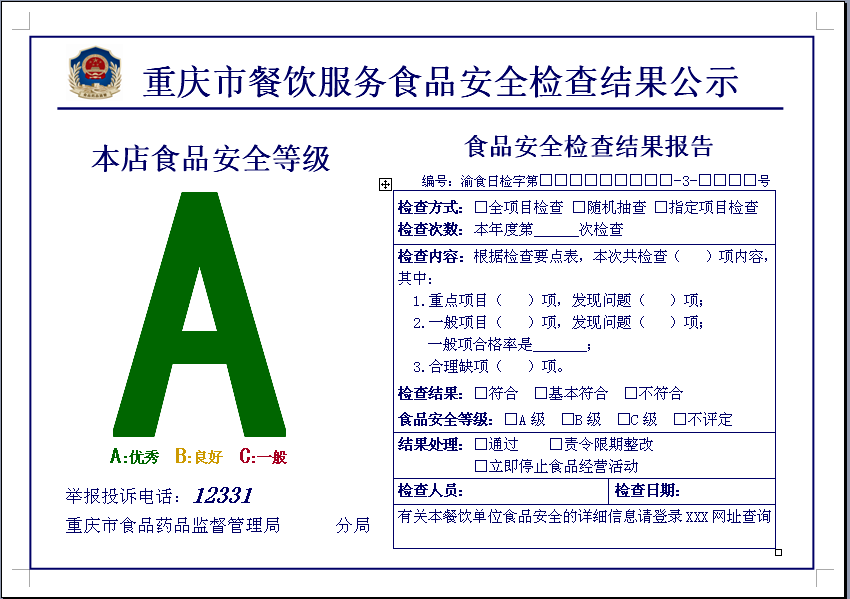 重庆市餐饮服务食品安全检查结果公示
本店食品安全等级
A
A:优秀 B:良好 C:一般
举报投诉电话：12331
重庆市食品药品监督管理局 分局
食品安全检查结果报告
编号：渝食日检字第□□□□□□□□□-3-□□□□号
检查方式：□全项目检查 □随机抽查 □指定项目检查
检查次数：本年度第______次检查
检查内容：根据检查要点表，本次共检查（ ）项内容，
其中：
1.重点项目（ ）项，发现问题（ ）项；
2.一般项目（ ）项，发现问题（ ）项；
一般项合格率是_______；
3.合理缺项（ ）项。
检查结果：□符合 □基本符合 □不符合
食品安全等级：□A 级 □B 级 □C 级 □不评定
结果处理：□通过 □责令限期整改
□立即停止食品经营活动
检查人员： 检查日期：
有关本餐饮单位食品安全的详细信息请登录 XXX 网址查询